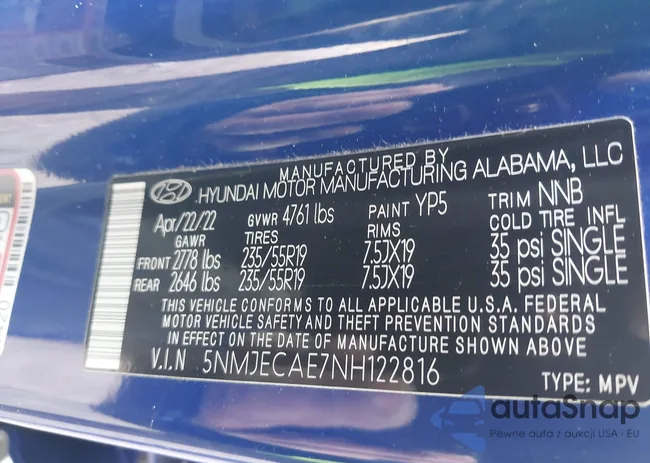 MANUFACTURED BY
HYUNDAI MOTOR MANUFACTURING ALABAMA, LLC
Apr/22/22 GVWR 4761 lbs PAINT YP5 TRIM NNB
GAWR TIRES RIMS COLD TIRE INFL
FRONT 2778 lbs 235/55R19 7.5JX19 35 psi SINGLE
REAR 2646 lbs 235/55R19 7.5JX19 35 psi SINGLE
THIS VEHICLE CONFORMS TO ALL APPLICABLE U.S.A. FEDERAL
MOTOR VEHICLE SAFETY AND THEFT PREVENTION STANDARDS
IN EFFECT ON THE DATE OF MANUFACTURE SHOWN ABOVE
V.I.N 5NMJECAE7NH122816
TYPE: MPV
autaSnap
Pewne auta z aukcji USA i EU